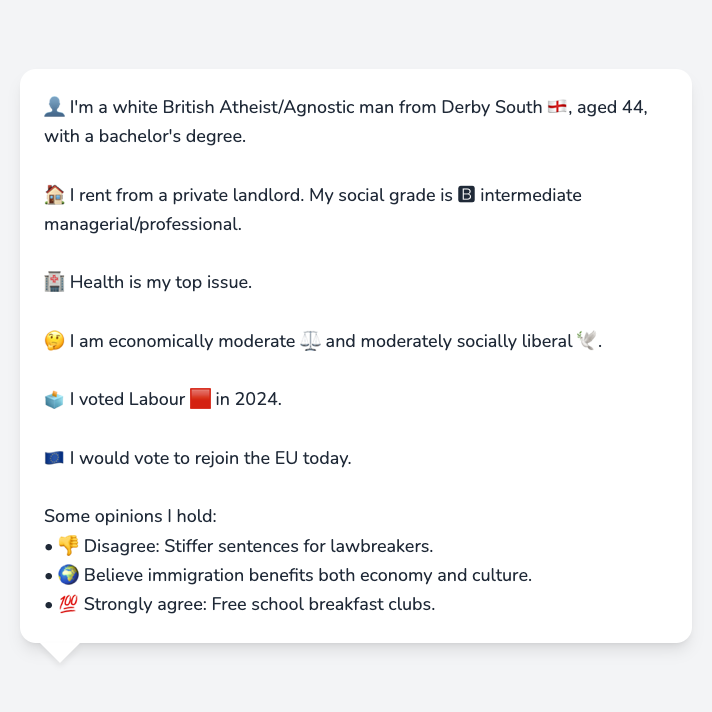 👤 I'm a white British Atheist/Agnostic man from Derby South 🏴󠁧󠁢󠁥󠁮󠁧󠁿, aged 44,
with a bachelor's degree.
🏠 I rent from a private landlord. My social grade is 🅱 intermediate
managerial/professional.
🏥 Health is my top issue.
🤔 I am economically moderate ⚖️ and moderately socially liberal 🕊️.
🗳️ I voted Labour 🟥 in 2024.
🇪🇺 I would vote to rejoin the EU today.
Some opinions I hold:
• 👎 Disagree: Stiffer sentences for lawbreakers.
• 🌍 Believe immigration benefits both economy and culture.
• 💯 Strongly agree: Free school breakfast clubs.